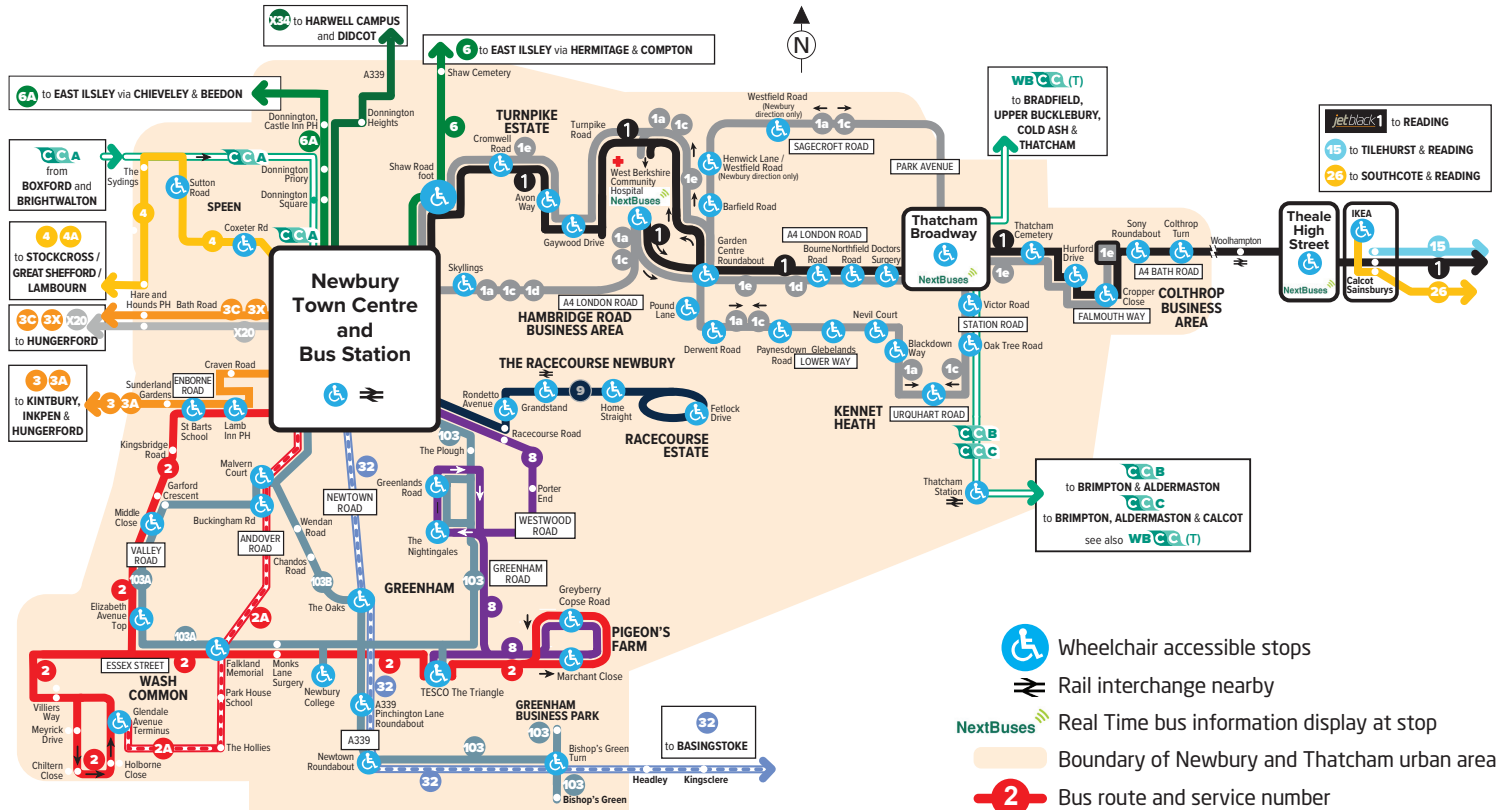 X34 to HARWELL CAMPUS
and DIDCOT
6 to EAST ILSLEY via HERMITAGE & COMPTON
6A to EAST ILSLEY via CHIEVELEY & BEEDON
A339
Shaw Cemetery
N
Donnington,
Castle Inn PH
Donnington
Heights
6A
6
CCA
from
BOXFORD and
BRIGHTWALTON
The
Sydings
CCA
Donnington
Priory
Donnington
Square
Sutton
Road
SPEEN
4
4
Coxeter Rd
CCA
4 4A
to STOCKCROSS /
GREAT SHEFFORD /
LAMBOURN
Hare and
Hounds PH
Bath Road
3C 3X
X20
3C 3X X20
to HUNGERFORD
Craven Road
3 3A
to KINTBURY,
INKPEN &
HUNGERFORD
Sunderland
Gardens
ENBORNE
ROAD
3 3A
St Barts
School
Lamb
Inn PH
Newbury
Town Centre
and
Bus Station
TURNPIKE
ESTATE
Cromwell
Road
1e
Shaw Road
foot
1
Avon
Way
Gaywood Drive
Turnpike
Road
1
1a
1c
West Berkshire
Community
Hospital
NextBuses
1e
1
1a
1c
Skyllings
1a 1c 1d
A4 LONDON ROAD
HAMBRIDGE ROAD
BUSINESS AREA
Westfield Road
(Newbury
direction only)
1a 1c
SAGECROFT ROAD
PARK AVENUE
Henwick Lane /
Westfield Road
(Newbury direction only)
Barfield Road
Garden
Centre
Roundabout
A4 LONDON ROAD
Bourne
Road
Northfield
Road
Doctors
Surgery
1
1e
1d
Pound
Lane
1a 1c
Derwent Road
Paynesdown
Road
Glebelands
LOWER WAY
Nevil Court
Blackdown
Way
1a
1c
KENNET
HEATH
URQUHART ROAD
WBCC (T)
to BRADFIELD,
UPPER BUCKLEBURY,
COLD ASH &
THATCHAM
Thatcham
Broadway
NextBuses
Thatcham
Cemetery
1
1e
Hurford
Drive
1e
Cropper
Close
FALMOUTH WAY
Sony
Roundabout
Colthrop
Turn
A4 BATH ROAD
COLTHROP
BUSINESS
AREA
Woolhampton
Victor Road
STATION ROAD
Oak Tree Road
CCB
CCC
Thatcham
Station
CCB
to BRIMPTON & ALDERMASTON
CCC
to BRIMPTON, ALDERMASTON & CALCOT
see also WBCC (T)
jetblack1 to READING
15 to TILEHURST & READING
26 to SOUTHCOTE & READING
Theale
High
Street
NextBuses
IKEA
Calcot
Sainsburys
15
1
26
THE RACECOURSE NEWBURY
Rondetto
Avenue
Grandstand
9
Home
Straight
Fetlock
Drive
RACECOURSE
ESTATE
Racecourse Road
103
The Plough
8
Porter
End
Greenlands
Road
The
Nightingales
WESTWOOD
ROAD
GREENHAM
ROAD
103
8
GREENHAM
Kingsbridge
Road
2
Garford
Crescent
Middle
Close
VALLEY
ROAD
103A
2
Elizabeth
Avenue
Top
Malvern
Court
Buckingham Rd
ANDOVER
ROAD
Wendan
Road
Chandos
Road
103B
The Oaks
32
NEWTOWN
ROAD
2A
103A
ESSEX STREET
2
2
WASH
COMMON
Falkland
Memorial
Monks
Lane
Surgery
Newbury
College
2
TESCO The Triangle
8
2
Greyberry
Copse Road
PIGEON'S
FARM
Marchant Close
Villiers
Way
Meyrick
Drive
Chiltern
Close
2
Glendale
Avenue
Terminus
Holborne
Close
2A
Park House
School
The Hollies
32
A339
Pinchington Lane
Roundabout
A339
Newtown
Roundabout
GREENHAM
BUSINESS PARK
103
103
Bishop's Green
Turn
32
103
Bishop's Green
32
to BASINGSTOKE
Headley
Kingsclere
Wheelchair accessible stops
Rail interchange nearby
NextBuses Real Time bus information display at stop
Boundary of Newbury and Thatcham urban area
2 Bus route and service number